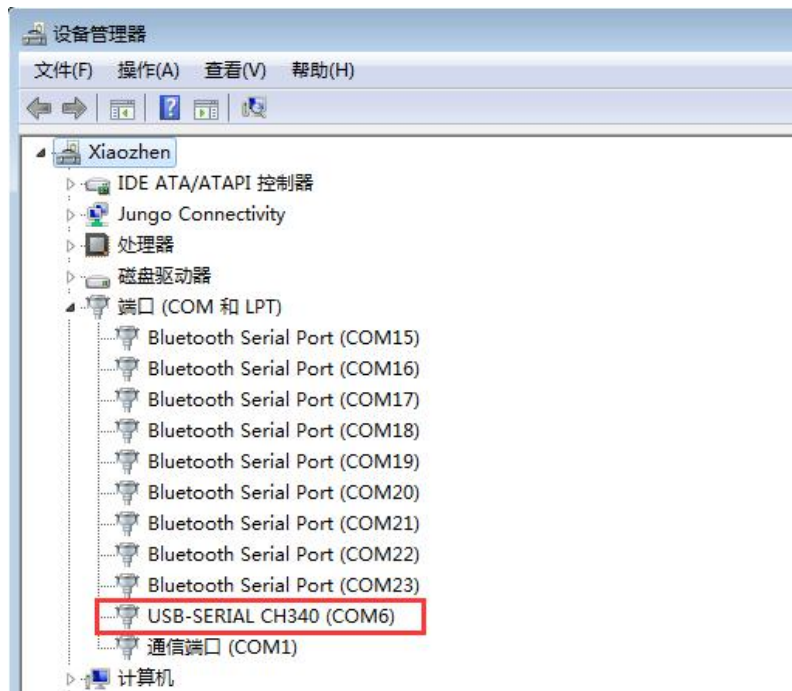 设备管理器
文件(F) 操作(A) 查看(V) 帮助(H)
Xiaozhen
IDE ATA/ATAPI 控制器
Jungo Connectivity
处理器
磁盘驱动器
端口 (COM 和 LPT)
Bluetooth Serial Port (COM15)
Bluetooth Serial Port (COM16)
Bluetooth Serial Port (COM17)
Bluetooth Serial Port (COM18)
Bluetooth Serial Port (COM19)
Bluetooth Serial Port (COM20)
Bluetooth Serial Port (COM21)
Bluetooth Serial Port (COM22)
Bluetooth Serial Port (COM23)
USB-SERIAL CH340 (COM6)
通信端口 (COM1)
计算机